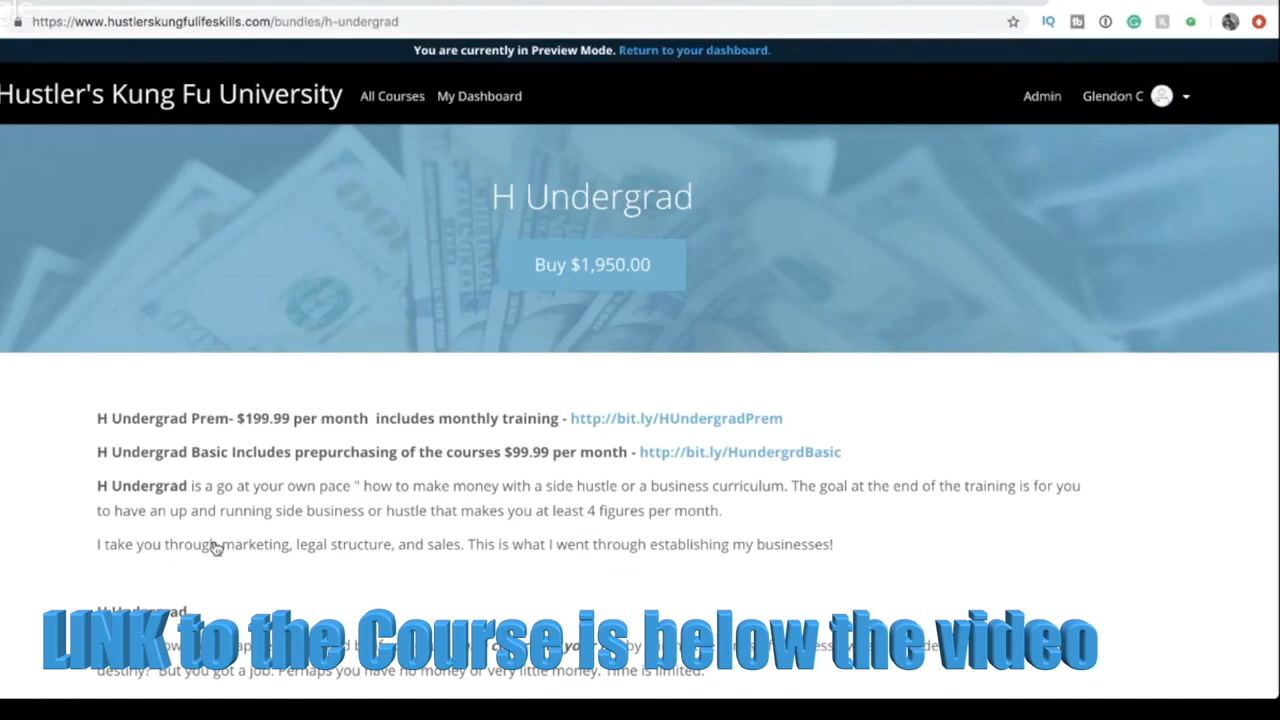 https://www.hustlerskungfulifeskills.com/bundles/h-undergrad
You are currently in Preview Mode. Return to your dashboard.
Hustler's Kung Fu University
All Courses
My Dashboard
Admin
Glendon C
H Undergrad
Buy $1,950.00
H Undergrad Prem- $199.99 per month includes monthly training - http://bit.ly/HUndergradPrem
H Undergrad Basic Includes prepurchasing of the courses $99.99 per month - http://bit.ly/HundergrdBasic
H Undergrad is a go at your own pace " how to make money with a side hustle or a business curriculum. The goal at the end of the training is for you
to have an up and running side business or hustle that makes you at least 4 figures per month.
I take you through marketing, legal structure, and sales. This is what I went through establishing my businesses!
H Undergrad
LINK to the Course is below the video
destiny? But you got a job. Perhaps you have no money or very little money. Time is limited.